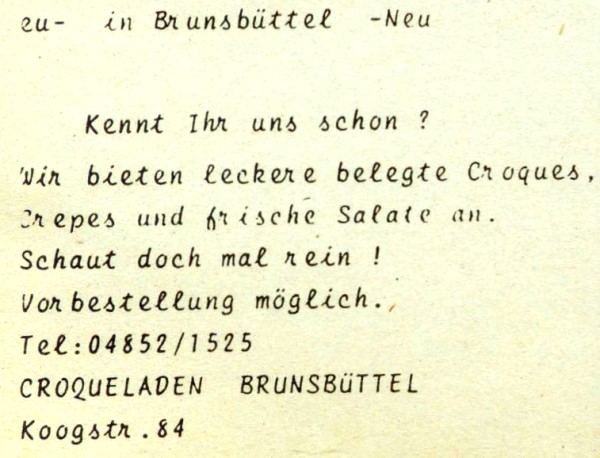 eu- in Brunsbüttel -Neu
Kennt Ihr uns schon ?
Wir bieten leckere belegte Croques,
Crepes und frische Salate an.
Schaut doch mal rein !
Vorbestellung möglich.
Tel:04852/1525
CROQUELADEN BRUNSBüTTEL
Koogstr.84